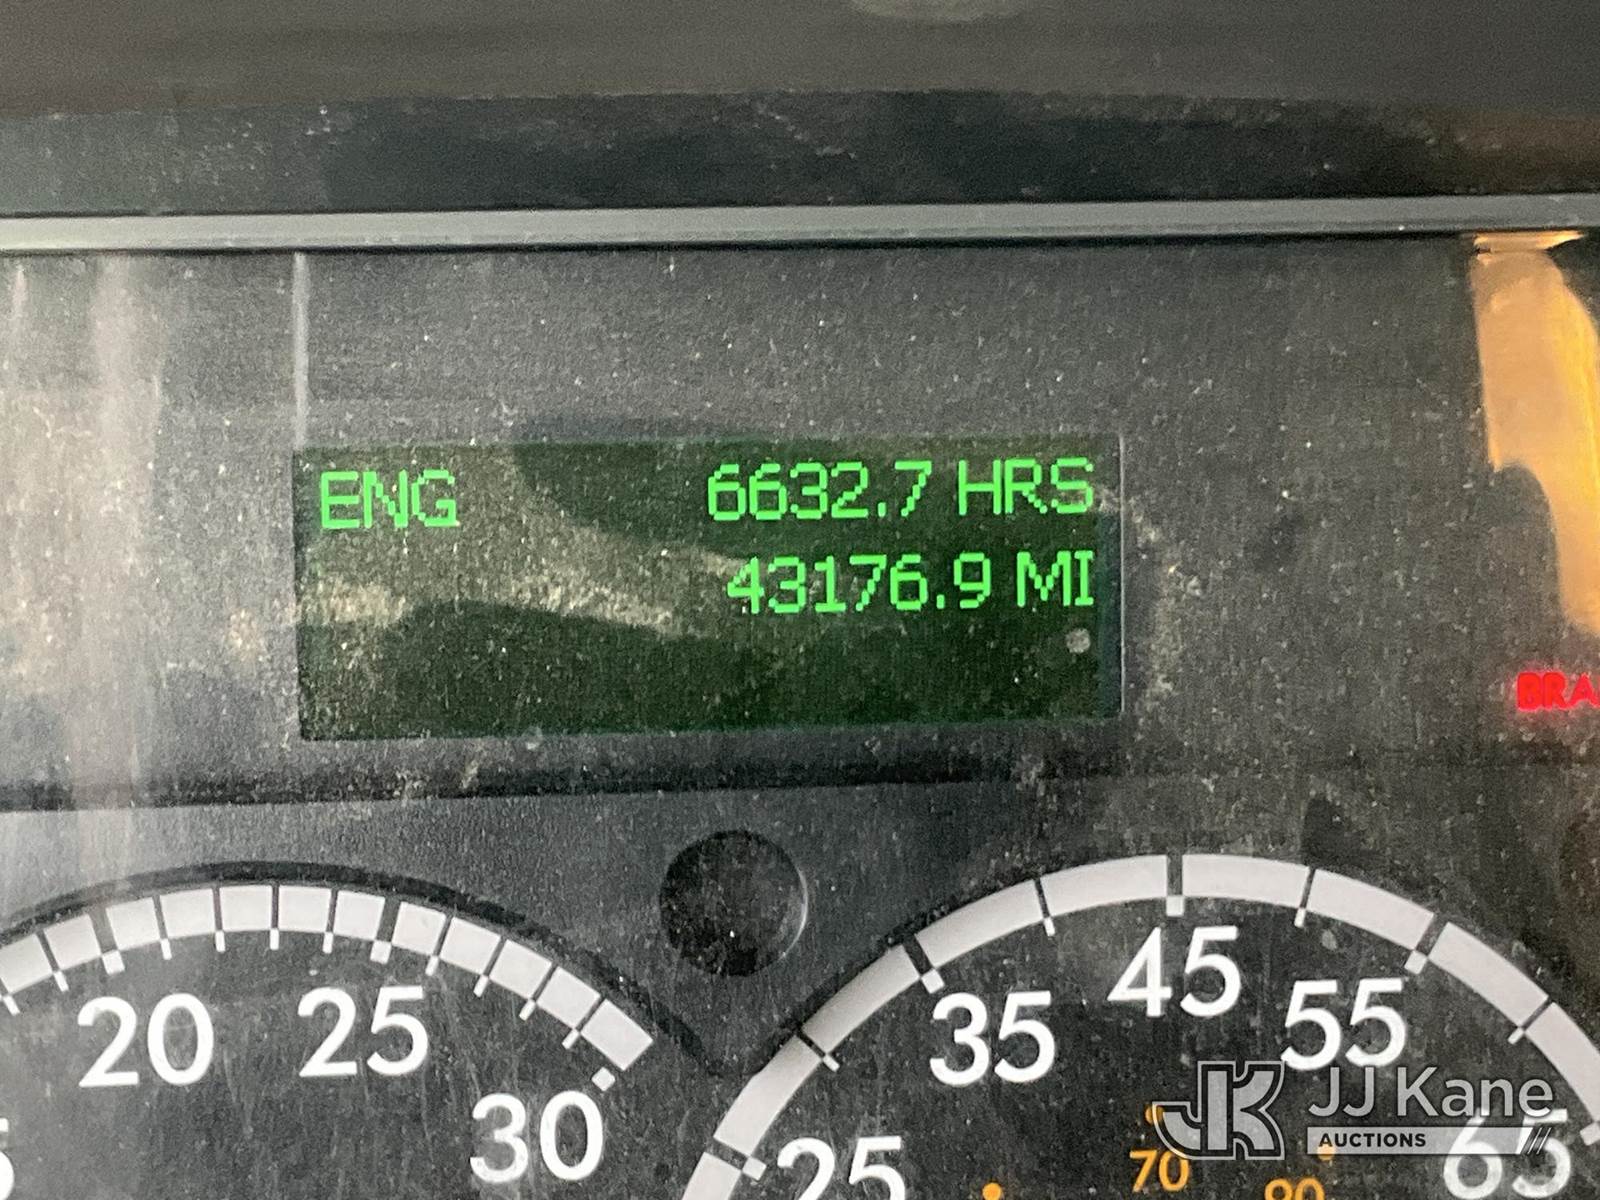 ENG 6632.7 HRS
43176.9 MI
BRA
20 25 30
25 35 45 55 65
70
JJ Kane
AUCTIONS